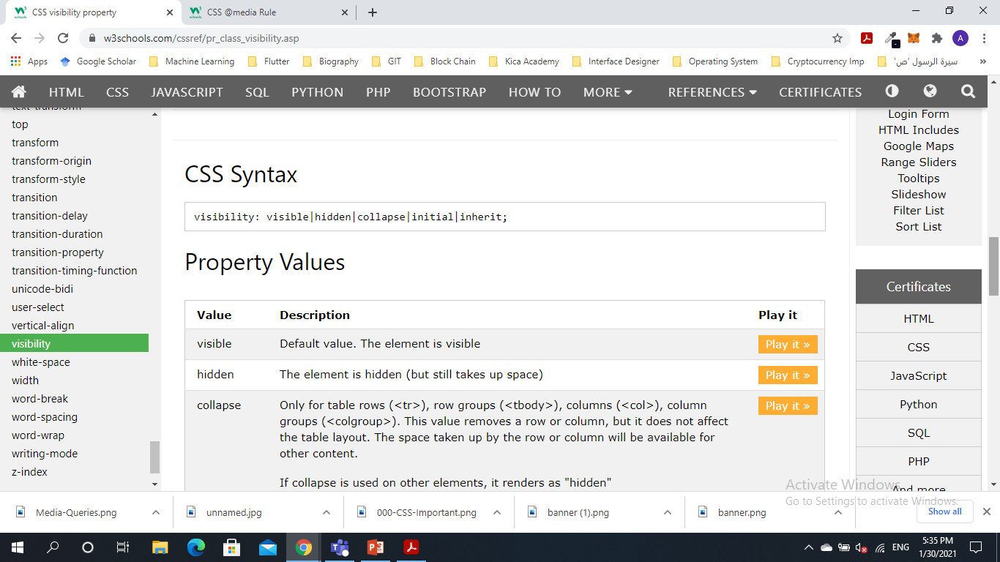 CSS visibility property
CSS @media Rule
w3schools.com/cssref/pr_class_visibility.asp
A
Apps
Google Scholar
Machine Learning
Flutter
Biography
GIT
Block Chain
Kica Academy
Interface Designer
Operating System
Cryptocurrency Imp
سيرة الرسول 'ص'
HTML
CSS
JAVASCRIPT
SQL
PYTHON
PHP
BOOTSTRAP
HOW TO
MORE
REFERENCES
CERTIFICATES
text-transform
top
transform
transform-origin
transform-style
transition
transition-delay
transition-duration
transition-property
transition-timing-function
unicode-bidi
user-select
vertical-align
visibility
white-space
width
word-break
word-spacing
word-wrap
writing-mode
z-index
CSS Syntax
visibility: visible|hidden|collapse|initial|inherit;
Property Values
Value Description Play it
visible Default value. The element is visible Play it »
hidden The element is hidden (but still takes up space) Play it »
collapse Only for table rows (<tr>), row groups (<tbody>), columns (<col>), column Play it »
groups (<colgroup>). This value removes a row or column, but it does not affect
the table layout. The space taken up by the row or column will be available for
other content.
If collapse is used on other elements, it renders as "hidden"
Login Form
HTML Includes
Google Maps
Range Sliders
Tooltips
Slideshow
Filter List
Sort List
Certificates
HTML
CSS
JavaScript
Python
SQL
PHP
And more
Activate Windows
Go to Settings to activate Windows.
Media-Queries.png
unnamed.jpg
000-CSS-Important.png
banner (1).png
banner.png
Show all
ENG
5:35 PM
1/30/2021